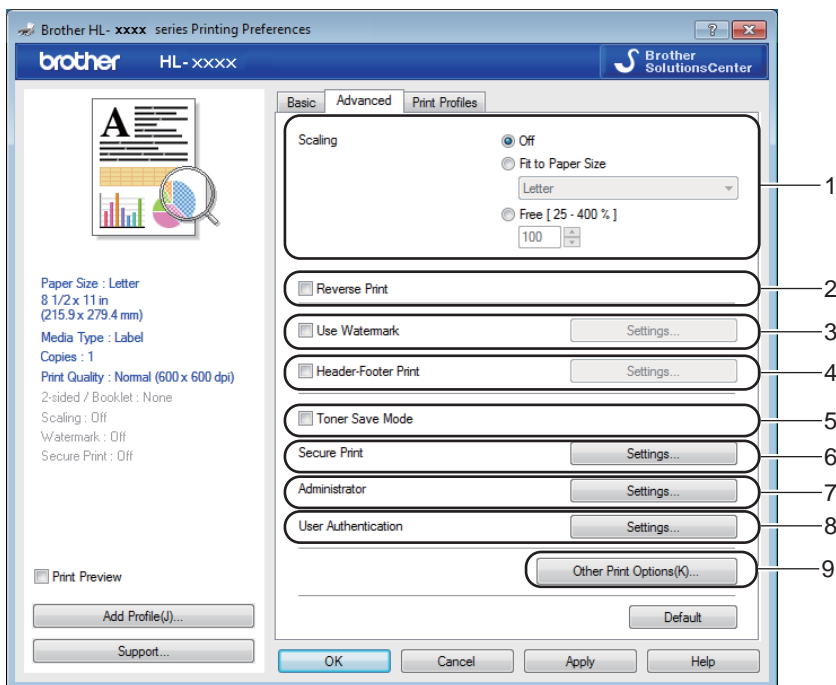 Brother HL- xxxx series Printing Preferences
brother HL-xxxx
Brother
SolutionsCenter
A
Paper Size : Letter
8 1/2 x 11 in
(215.9 x 279.4 mm)
Media Type : Label
Copies : 1
Print Quality : Normal (600 x 600 dpi)
2-sided / Booklet : None
Scaling : Off
Watermark : Off
Secure Print : Off
Print Preview
Add Profile(J)...
Support...
Basic Advanced Print Profiles
Scaling
Off
Fit to Paper Size
Letter
Free [ 25 - 400 % ]
100
1
Reverse Print
2
Use Watermark Settings...
3
Header-Footer Print Settings...
4
Toner Save Mode
5
Secure Print Settings...
6
Administrator Settings...
7
User Authentication Settings...
8
Other Print Options(K)...
9
Default
OK Cancel Apply Help